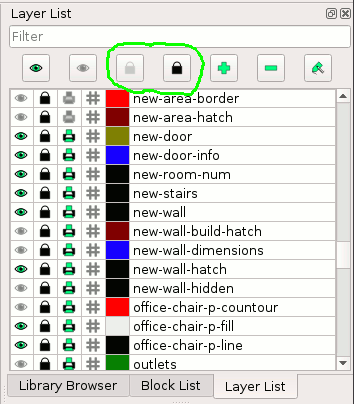 Layer List
Filter
new-area-border
new-area-hatch
new-door
new-door-info
new-room-num
new-stairs
new-wall
new-wall-build-hatch
new-wall-dimensions
new-wall-hatch
new-wall-hidden
office-chair-p-countour
office-chair-p-fill
office-chair-p-line
outlets
Library Browser Block List Layer List